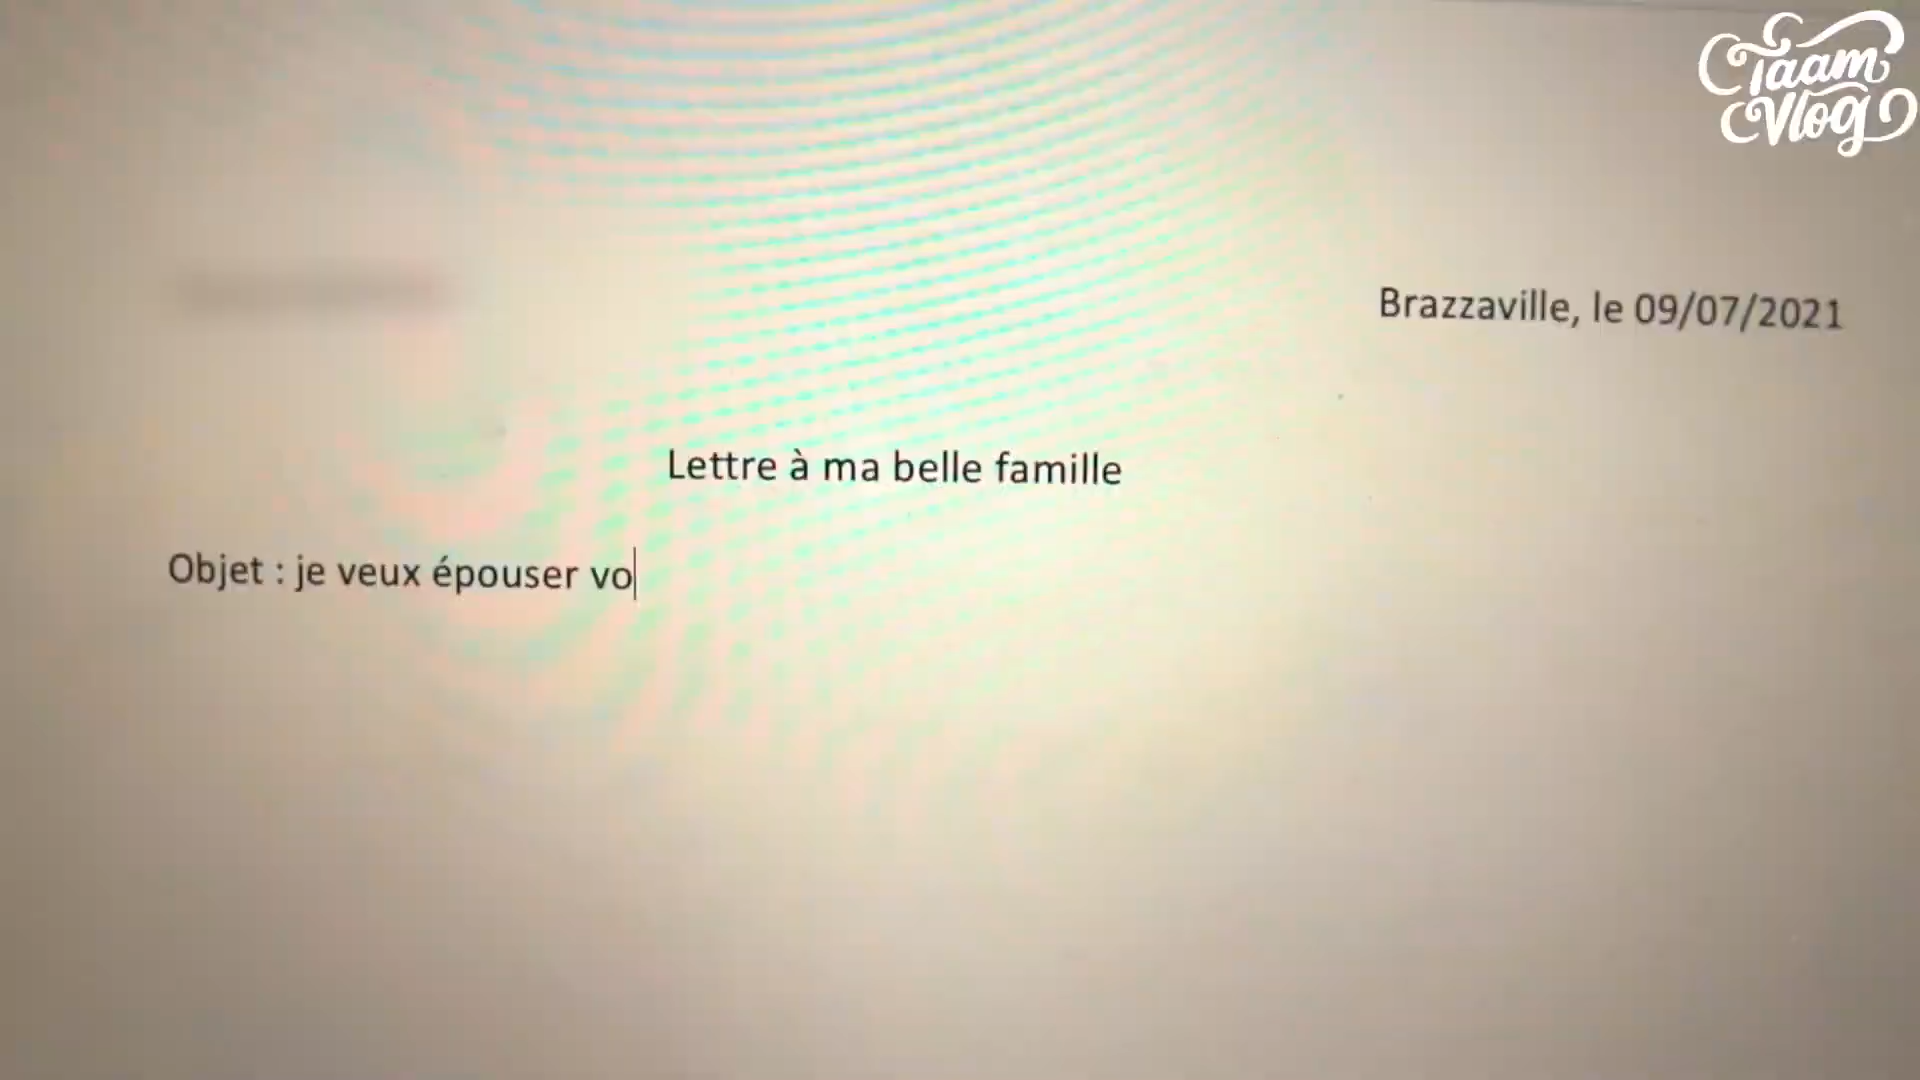 Taam
Vlog
Brazzaville, le 09/07/2021
Lettre à ma belle famille
Objet : je veux épouser vo